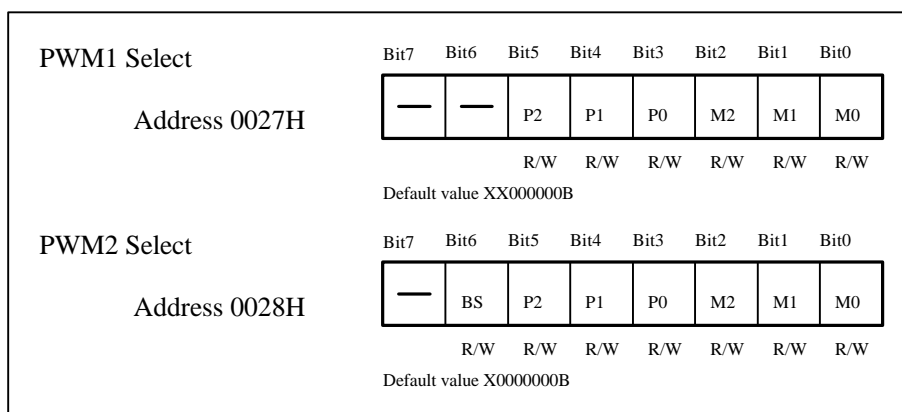 PWM1 Select Bit7 Bit6 Bit5 Bit4 Bit3 Bit2 Bit1 Bit0
Address 0027H — — P2 P1 P0 M2 M1 M0
R/W R/W R/W R/W R/W R/W
Default value XX000000B
PWM2 Select Bit7 Bit6 Bit5 Bit4 Bit3 Bit2 Bit1 Bit0
Address 0028H — BS P2 P1 P0 M2 M1 M0
R/W R/W R/W R/W R/W R/W R/W
Default value X0000000B